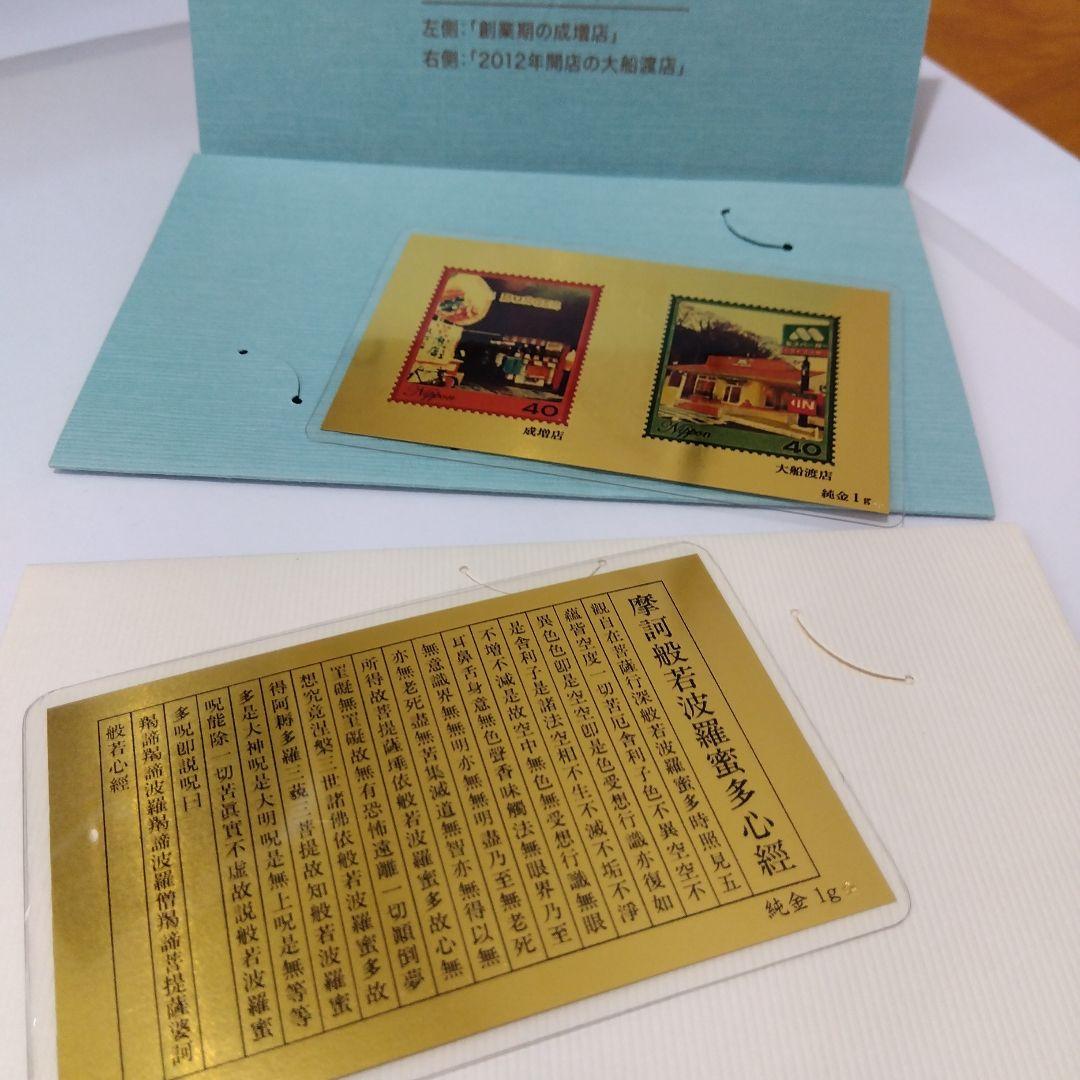 左側：「創業期の成増店」
右側：「2012年開店の大船渡店」
Nippon
40
成増店
Nippon
40
大船渡店
純金1g
摩訶般若波羅蜜多心經
觀自在菩薩行深般若波羅蜜多時照見五
蘊皆空度一切苦厄舍利子色不異空空不
異色色卽是空空卽是色受想行識亦復如
是舍利子是諸法空相不生不滅不垢不淨
不增不減是故空中無色無受想行識無眼
耳鼻舌身意無色聲香味觸法無眼界乃至
無意識界無無明亦無無明盡乃至無老死
亦無老死盡無苦集滅道無智亦無得以無
所得故菩提薩埵依般若波羅蜜多故心無
罣礙無罣礙故無有恐怖遠離一切顚倒夢
想究竟涅槃三世諸佛依般若波羅蜜多故
得阿耨多羅三藐三菩提故知般若波羅蜜
多是大神呪是大明呪是無上呪是無等等
呪能除一切苦眞實不虛故説般若波羅蜜
多呪卽説呪曰
羯諦羯諦波羅羯諦波羅僧羯諦菩提薩婆訶
般若心經
純金1g